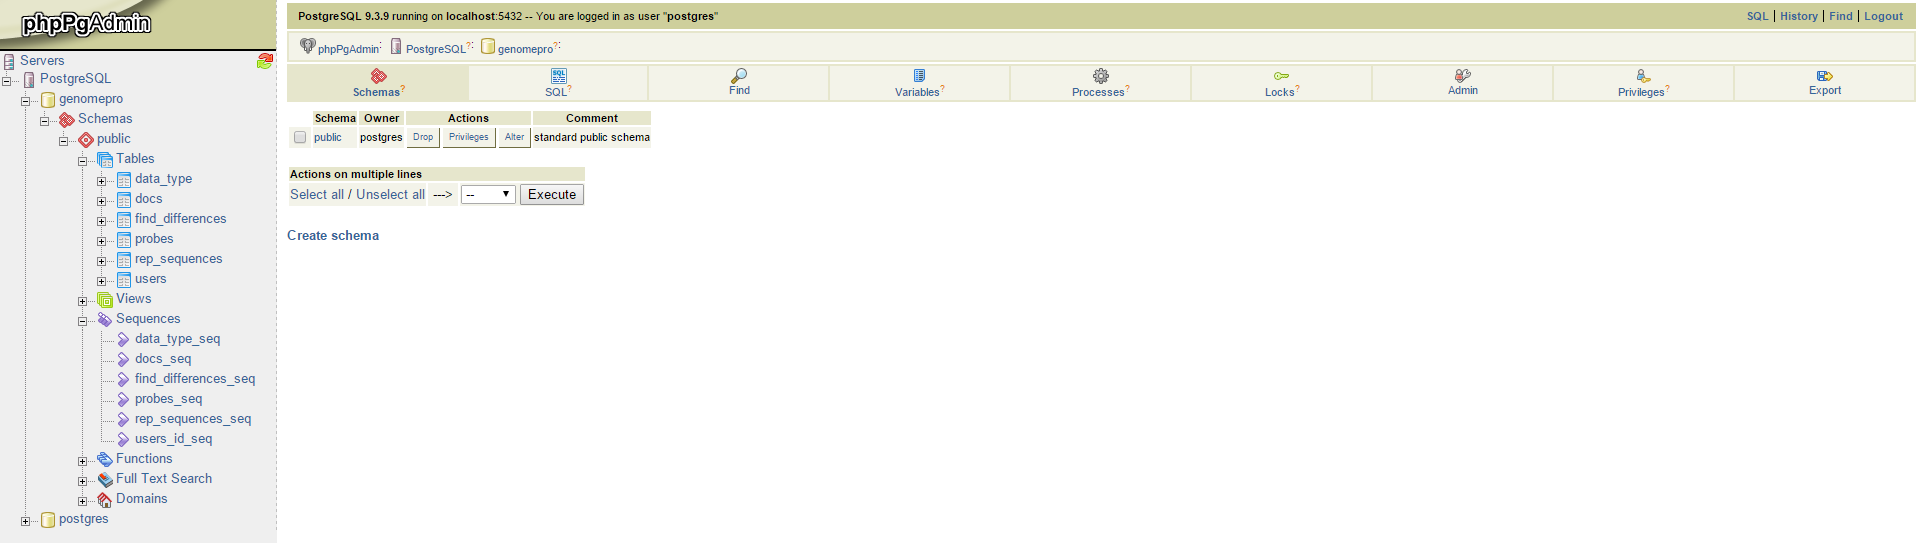 phpPgAdmin
Servers
PostgreSQL
genomepro
Schemas
public
Tables
data_type
docs
find_differences
probes
rep_sequences
users
Views
Sequences
data_type_seq
docs_seq
find_differences_seq
probes_seq
rep_sequences_seq
users_id_seq
Functions
Full Text Search
Domains
postgres
PostgreSQL 9.3.9 running on localhost:5432 -- You are logged in as user "postgres"
SQL | History | Find | Logout
phpPgAdmin: PostgreSQL?: genomepro?:
Schemas? SQL? Find Variables? Processes? Locks? Admin Privileges? Export
Schema Owner Actions Comment
public postgres Drop Privileges Alter standard public schema
Actions on multiple lines
Select all / Unselect all ---> -- Execute
Create schema